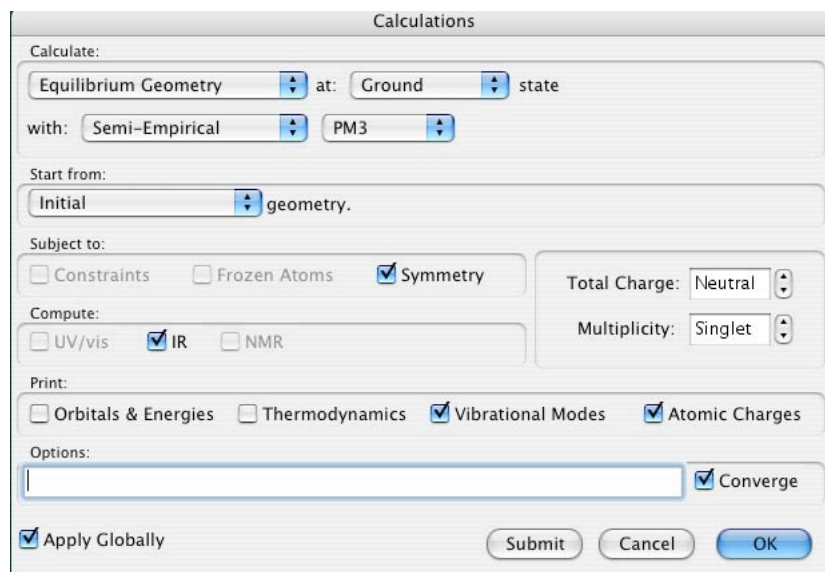 Calculations
Calculate:
Equilibrium Geometry at: Ground state
with: Semi-Empirical PM3
Start from:
Initial geometry.
Subject to:
Constraints Frozen Atoms Symmetry
Total Charge: Neutral
Compute:
UV/vis IR NMR
Multiplicity: Singlet
Print:
Orbitals & Energies Thermodynamics Vibrational Modes Atomic Charges
Options:
Converge
Apply Globally Submit Cancel OK